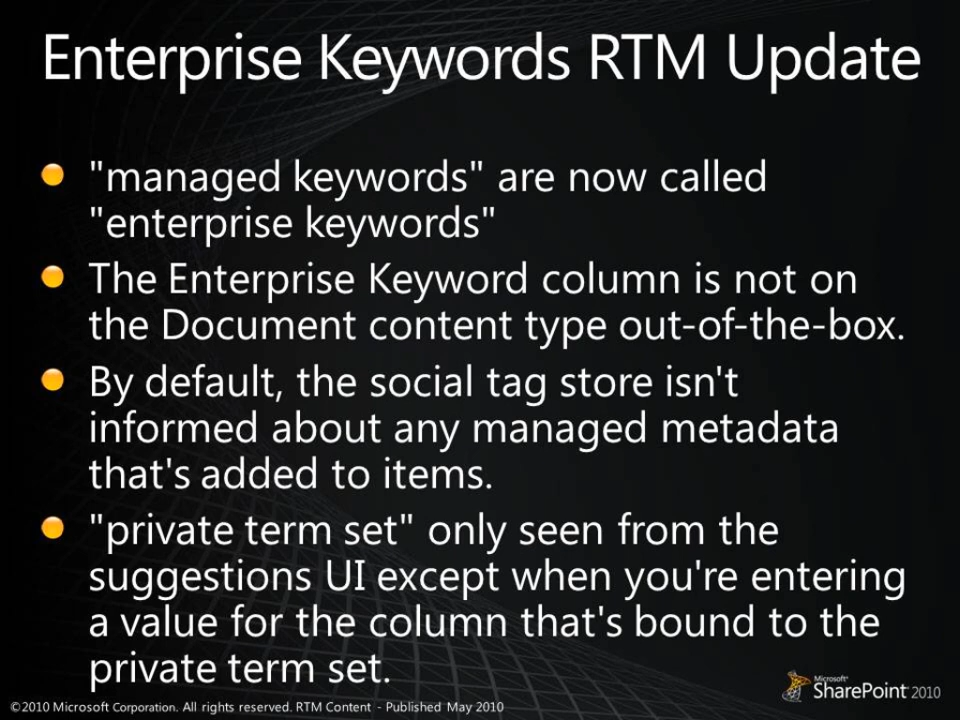 Enterprise Keywords RTM Update
"managed keywords" are now called
"enterprise keywords"
The Enterprise Keyword column is not on
the Document content type out-of-the-box.
By default, the social tag store isn't
informed about any managed metadata
that's added to items.
"private term set" only seen from the
suggestions UI except when you're entering
a value for the column that's bound to the
private term set.
Microsoft®
SharePoint 2010
©2010 Microsoft Corporation. All rights reserved. RTM Content - Published May 2010